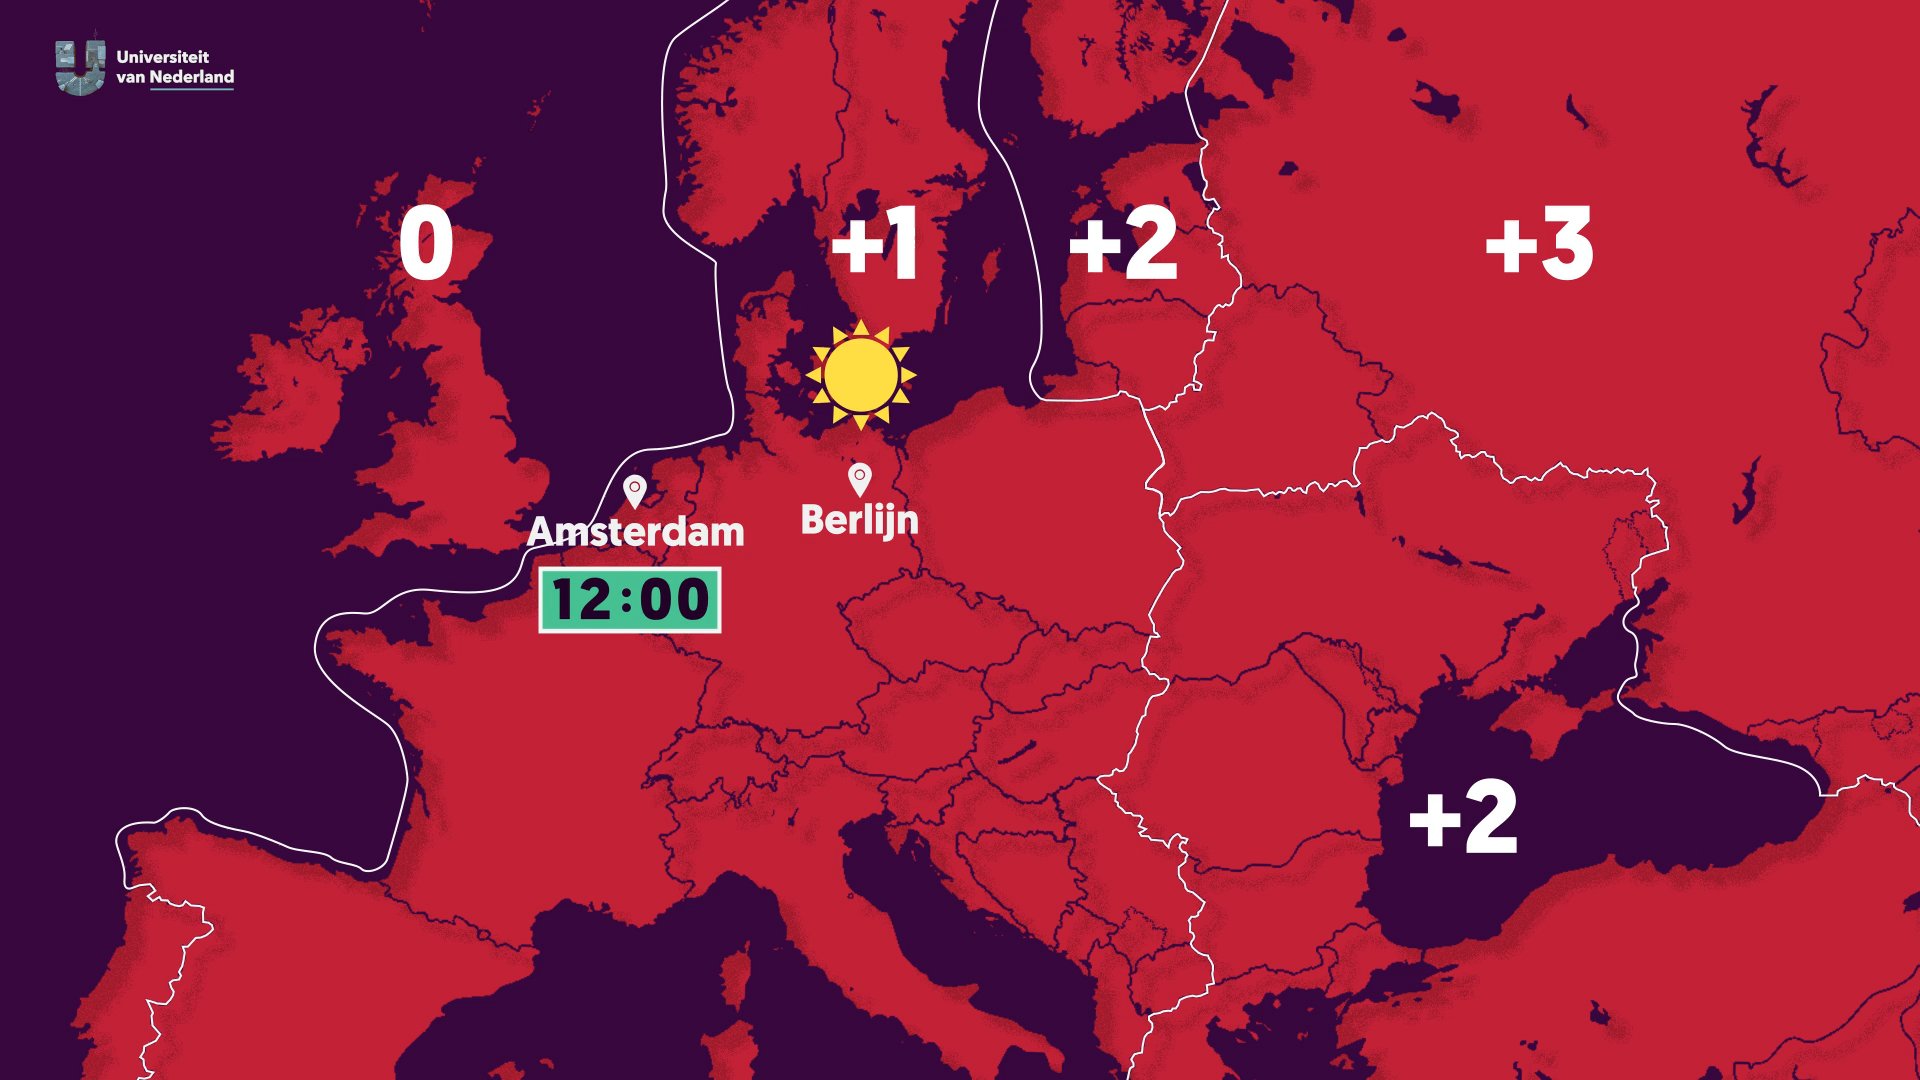 Universiteit
van Nederland
0
+1
+2
+3
Amsterdam
Berlijn
12:00
+2